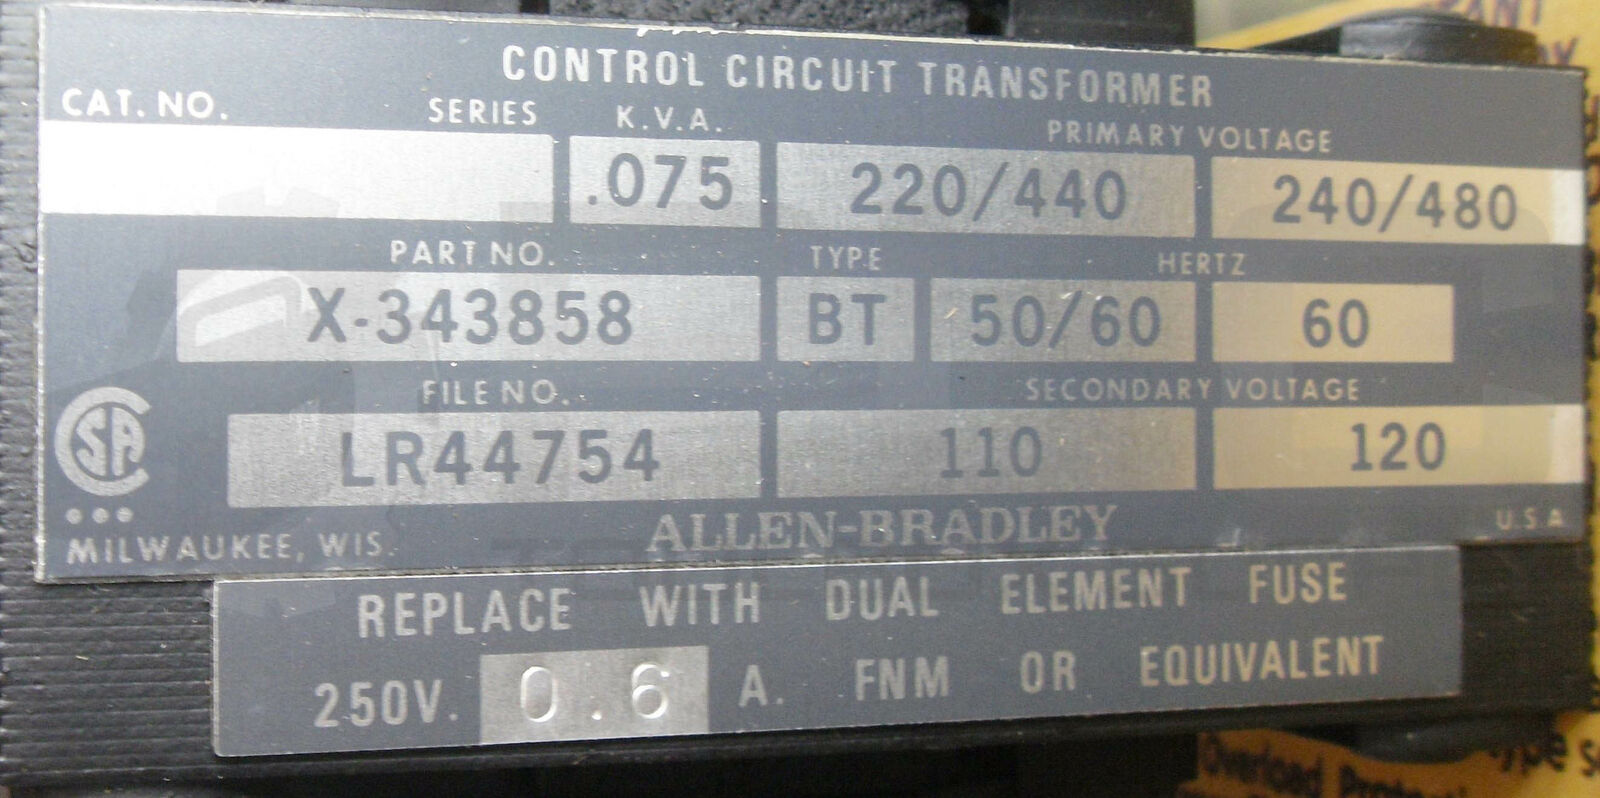 CONTROL CIRCUIT TRANSFORMER
CAT. NO. SERIES K.V.A. PRIMARY VOLTAGE
.075 220/440 240/480
PART NO. TYPE HERTZ
X-343858 BT 50/60 60
FILE NO. SECONDARY VOLTAGE
LR44754 110 120
CSA
MILWAUKEE, WIS. ALLEN-BRADLEY U.S.A
REPLACE WITH DUAL ELEMENT FUSE
250V. 0.6 A. FNM OR EQUIVALENT
Overload